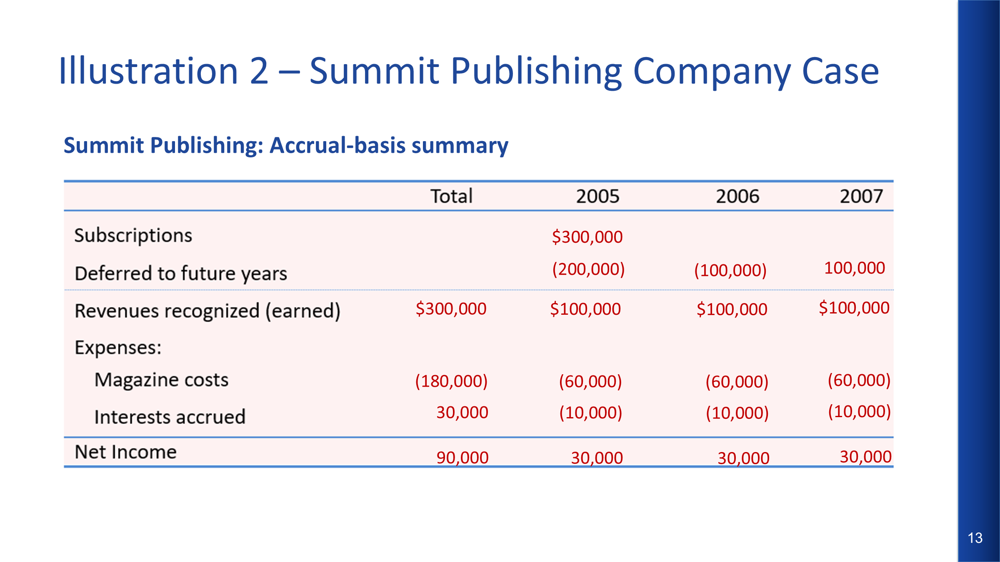 Illustration 2 – Summit Publishing Company Case
Summit Publishing: Accrual-basis summary
Total 2005 2006 2007
Subscriptions $300,000
Deferred to future years (200,000) (100,000) 100,000
Revenues recognized (earned) $300,000 $100,000 $100,000 $100,000
Expenses:
Magazine costs (180,000) (60,000) (60,000) (60,000)
Interests accrued 30,000 (10,000) (10,000) (10,000)
Net Income 90,000 30,000 30,000 30,000
13